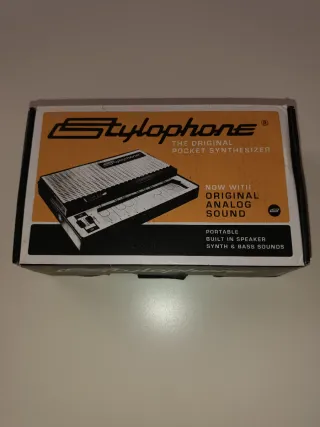 Stylophone®
THE ORIGINAL
POCKET SYNTHESIZER
NOW WITH
ORIGINAL
ANALOG
SOUND
PORTABLE
BUILT IN SPEAKER
SYNTH & BASS SOUNDS